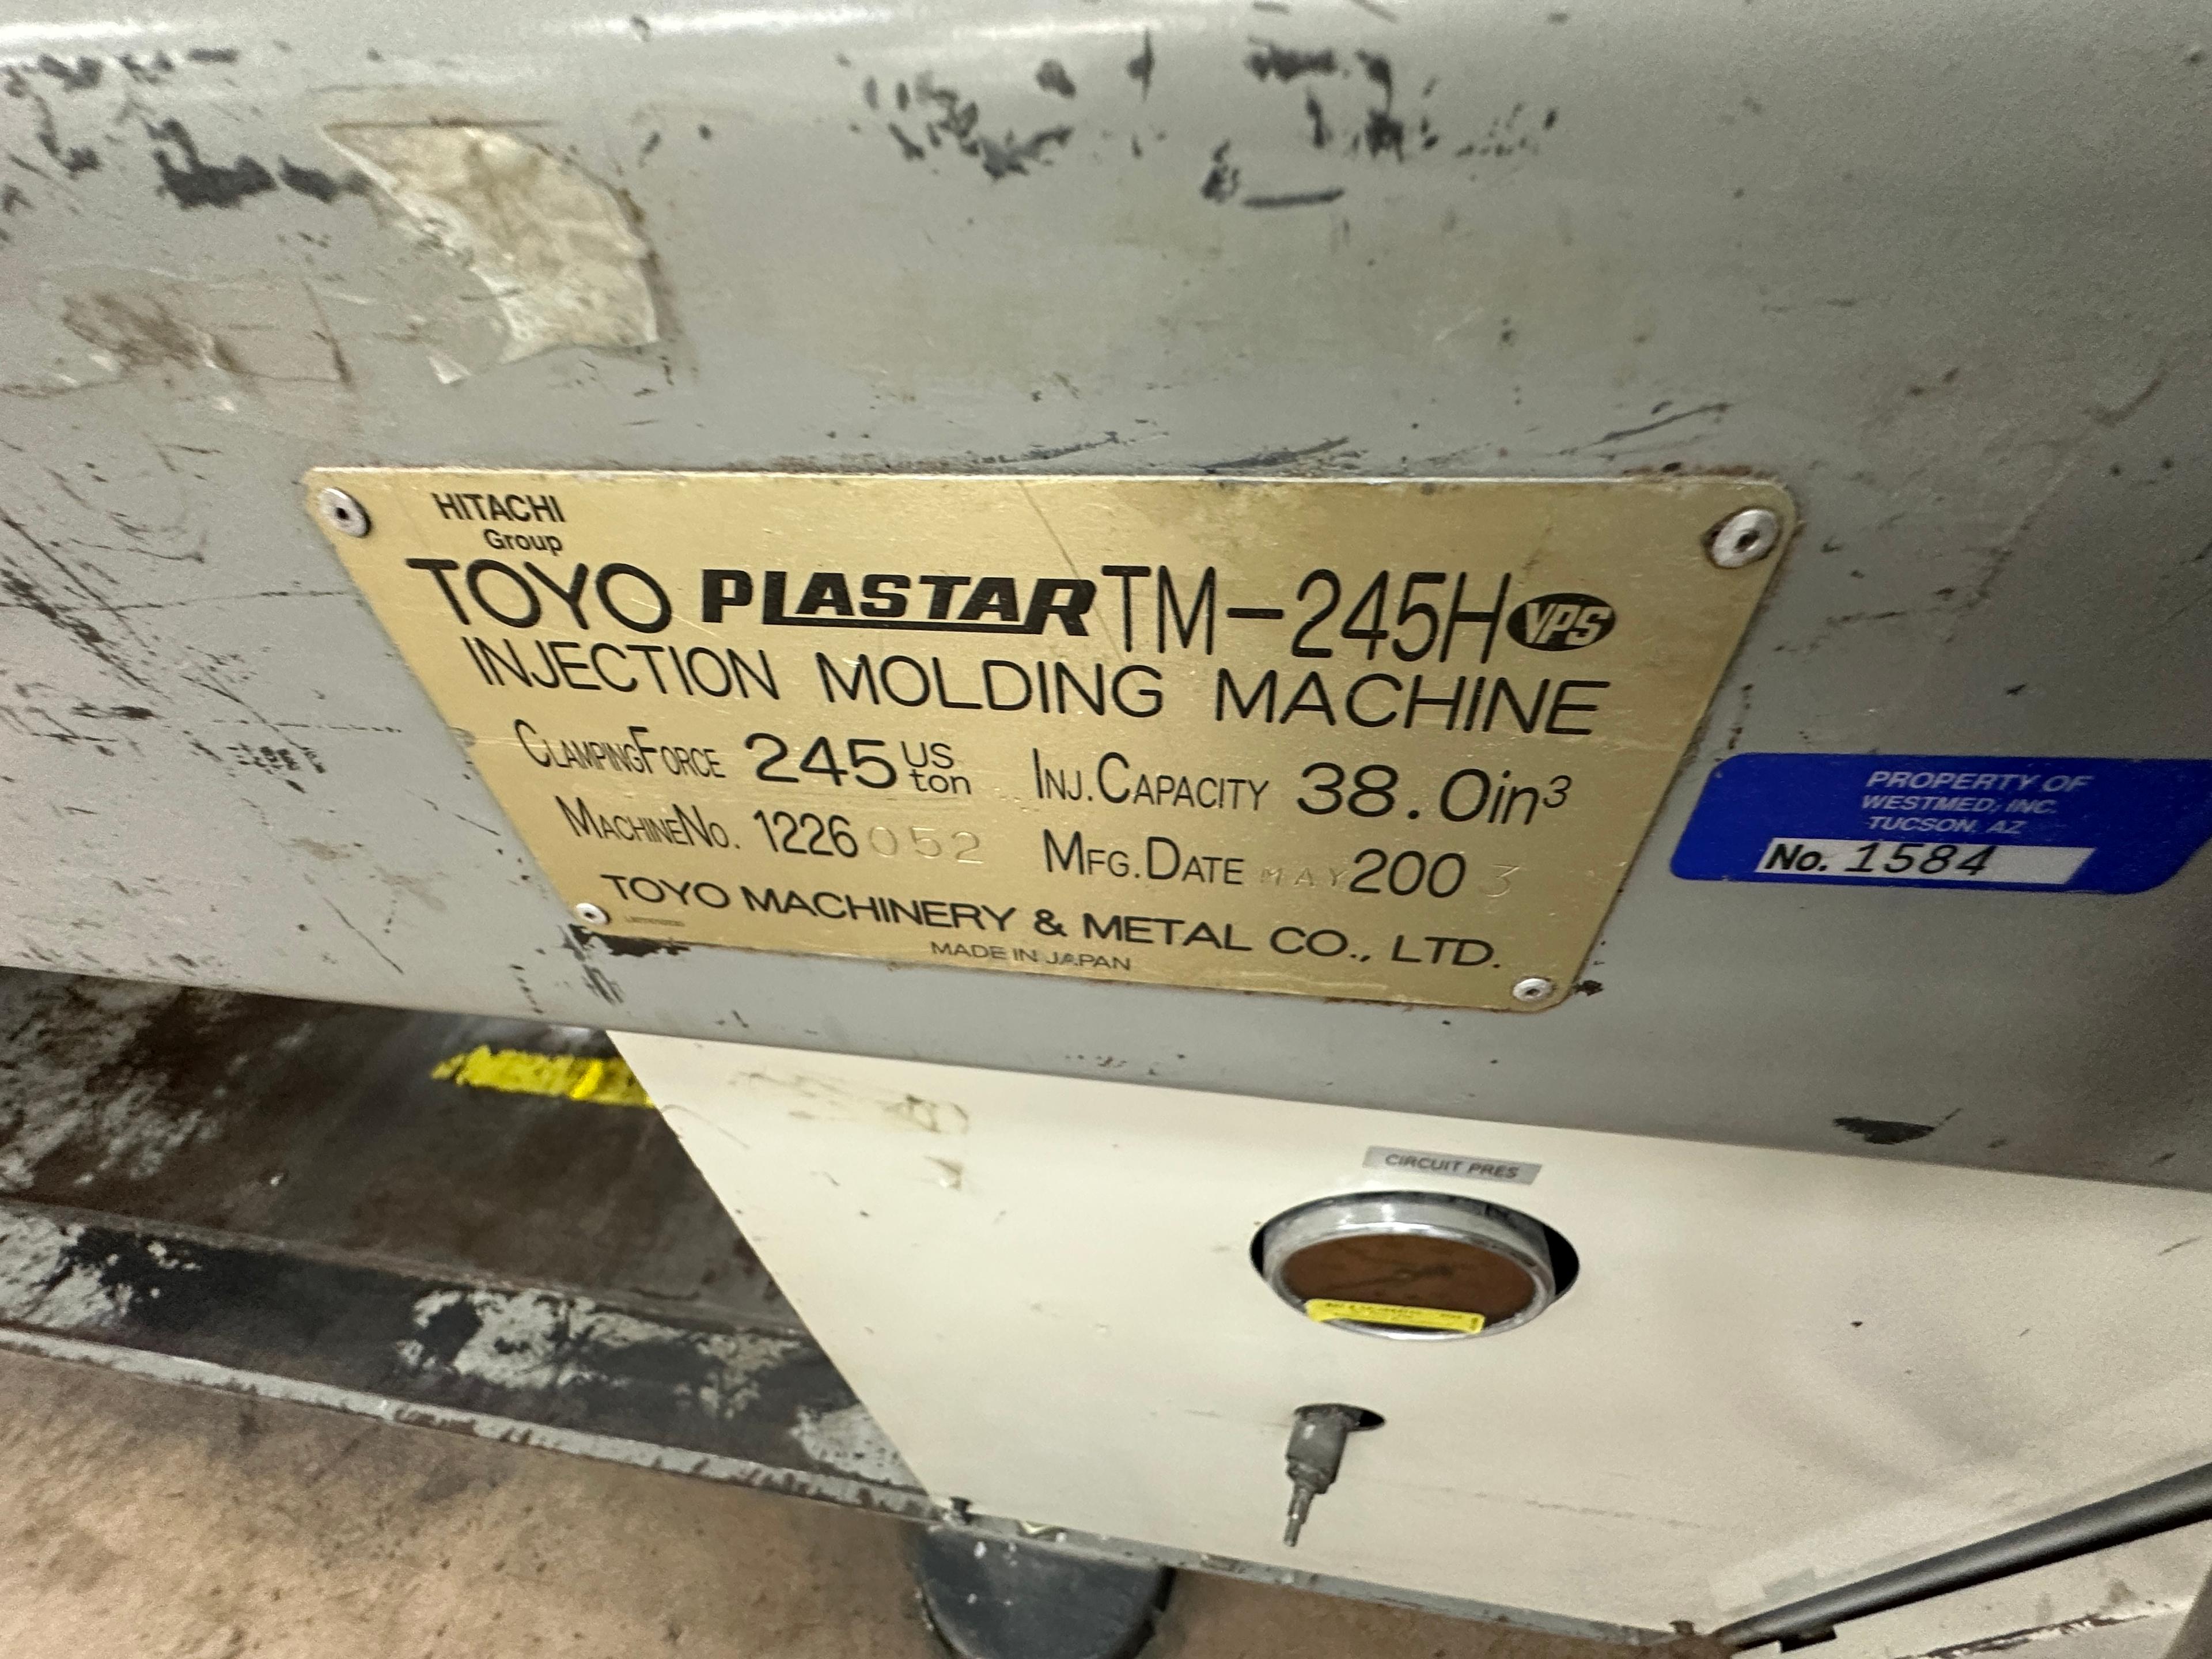 HITACHI
Group
TOYO PLASTAR TM-245H VPS
INJECTION MOLDING MACHINE
CLAMPING FORCE 245 US ton INJ. CAPACITY 38.0in³
MACHINE NO. 1226052 MFG. DATE MAY 2003
TOYO MACHINERY & METAL CO., LTD.
MADE IN JAPAN
PROPERTY OF
WESTMED, INC.
TUCSON, AZ
No. 1584
CIRCUIT PRES